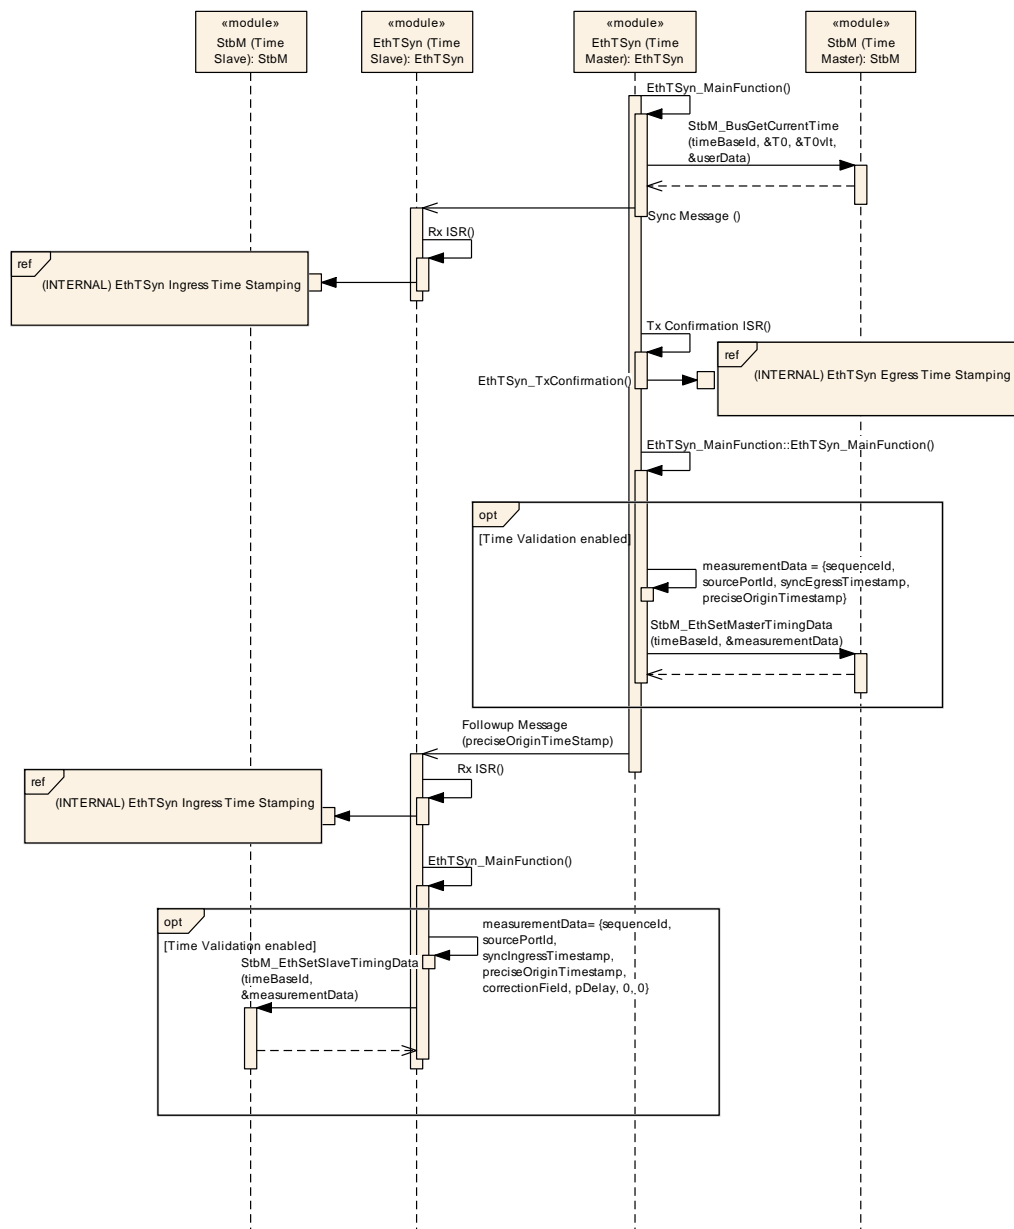 «module»
StbM (Time
Slave): StbM
«module»
EthTSyn (Time
Slave): EthTSyn
«module»
EthTSyn (Time
Master): EthTSyn
«module»
StbM (Time
Master): StbM
EthTSyn_MainFunction()
StbM_BusGetCurrentTime
(timeBaseId, &T0, &T0vlt,
&userData)
Sync Message ()
Rx ISR()
ref
(INTERNAL) EthTSyn Ingress Time Stamping
Tx Confirmation ISR()
ref
(INTERNAL) EthTSyn Egress Time Stamping
EthTSyn_TxConfirmation()
EthTSyn_MainFunction::EthTSyn_MainFunction()
opt
[Time Validation enabled]
measurementData = {sequenceId,
sourcePortId, syncEgressTimestamp,
preciseOriginTimestamp}
StbM_EthSetMasterTimingData
(timeBaseId, &measurementData)
Followup Message
(preciseOriginTimeStamp)
Rx ISR()
ref
(INTERNAL) EthTSyn Ingress Time Stamping
EthTSyn_MainFunction()
opt
[Time Validation enabled]
measurementData= {sequenceId,
sourcePortId,
syncIngressTimestamp,
preciseOriginTimestamp,
correctionField, pDelay, 0, 0}
StbM_EthSetSlaveTimingData
(timeBaseId,
&measurementData)